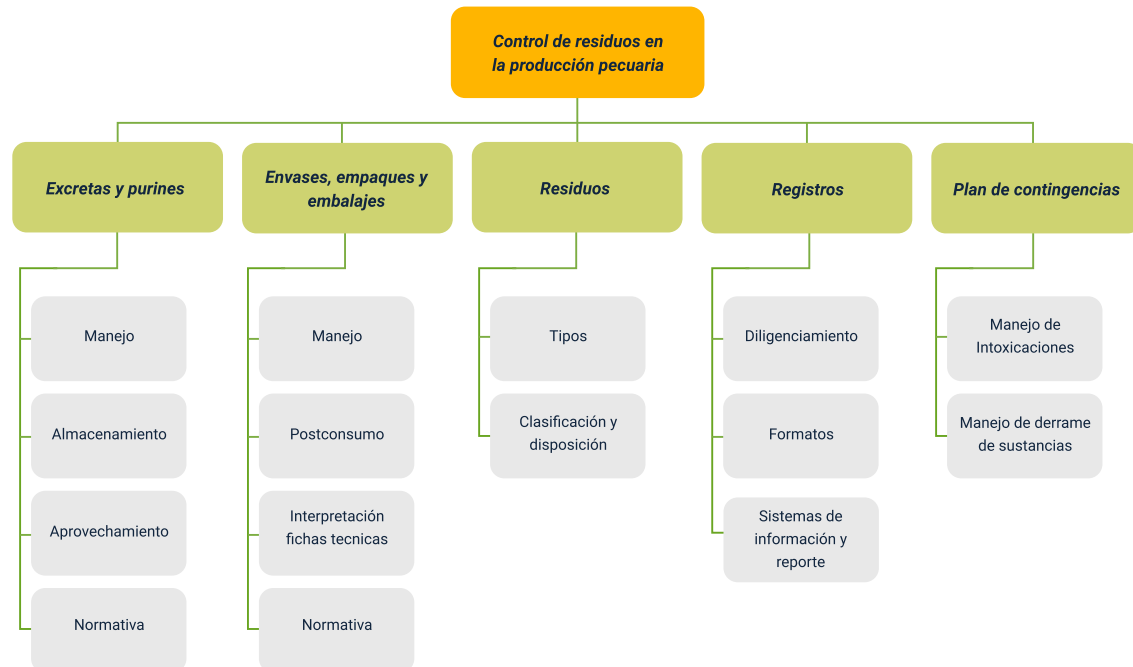 Control de residuos en
la producción pecuaria
Excretas y purines
Manejo
Almacenamiento
Aprovechamiento
Normativa
Envases, empaques y
embalajes
Manejo
Postconsumo
Interpretación
fichas tecnicas
Normativa
Residuos
Tipos
Clasificación y
disposición
Registros
Diligenciamiento
Formatos
Sistemas de
información y
reporte
Plan de contingencias
Manejo de
Intoxicaciones
Manejo de derrame
de sustancias